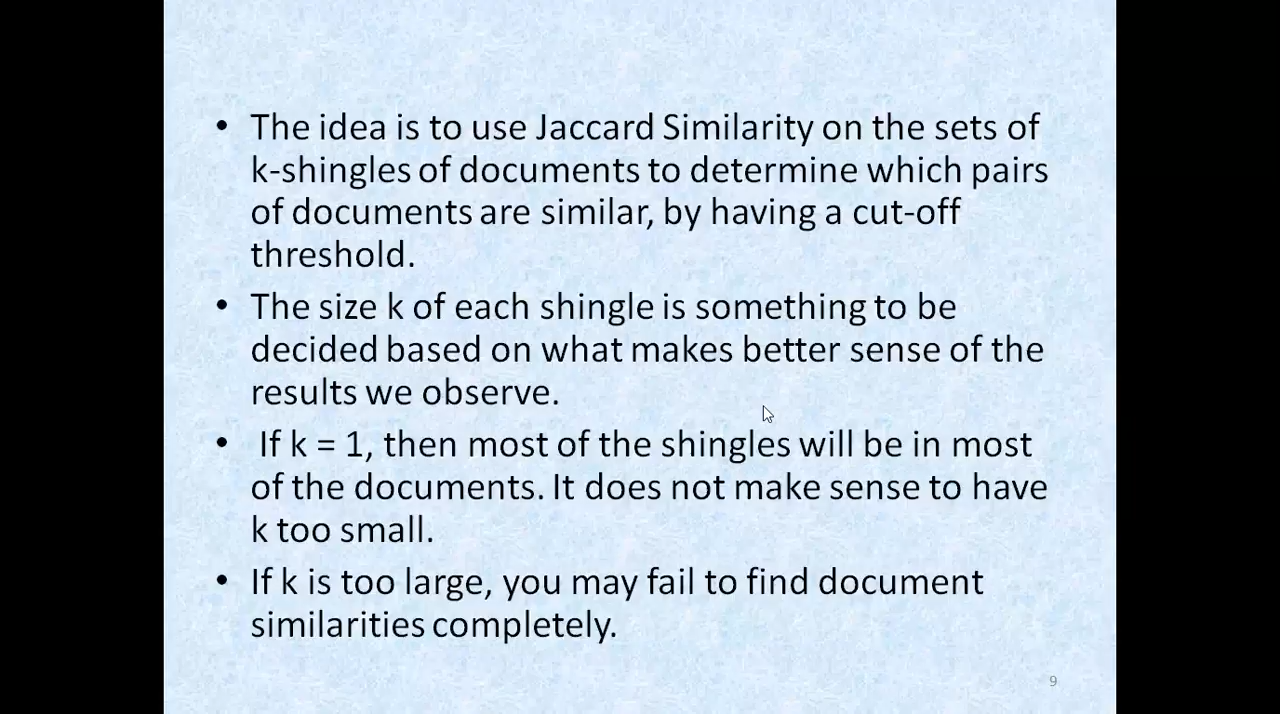 • The idea is to use Jaccard Similarity on the sets of
k-shingles of documents to determine which pairs
of documents are similar, by having a cut-off
threshold.
• The size k of each shingle is something to be
decided based on what makes better sense of the
results we observe.
• If k = 1, then most of the shingles will be in most
of the documents. It does not make sense to have
k too small.
• If k is too large, you may fail to find document
similarities completely.
9